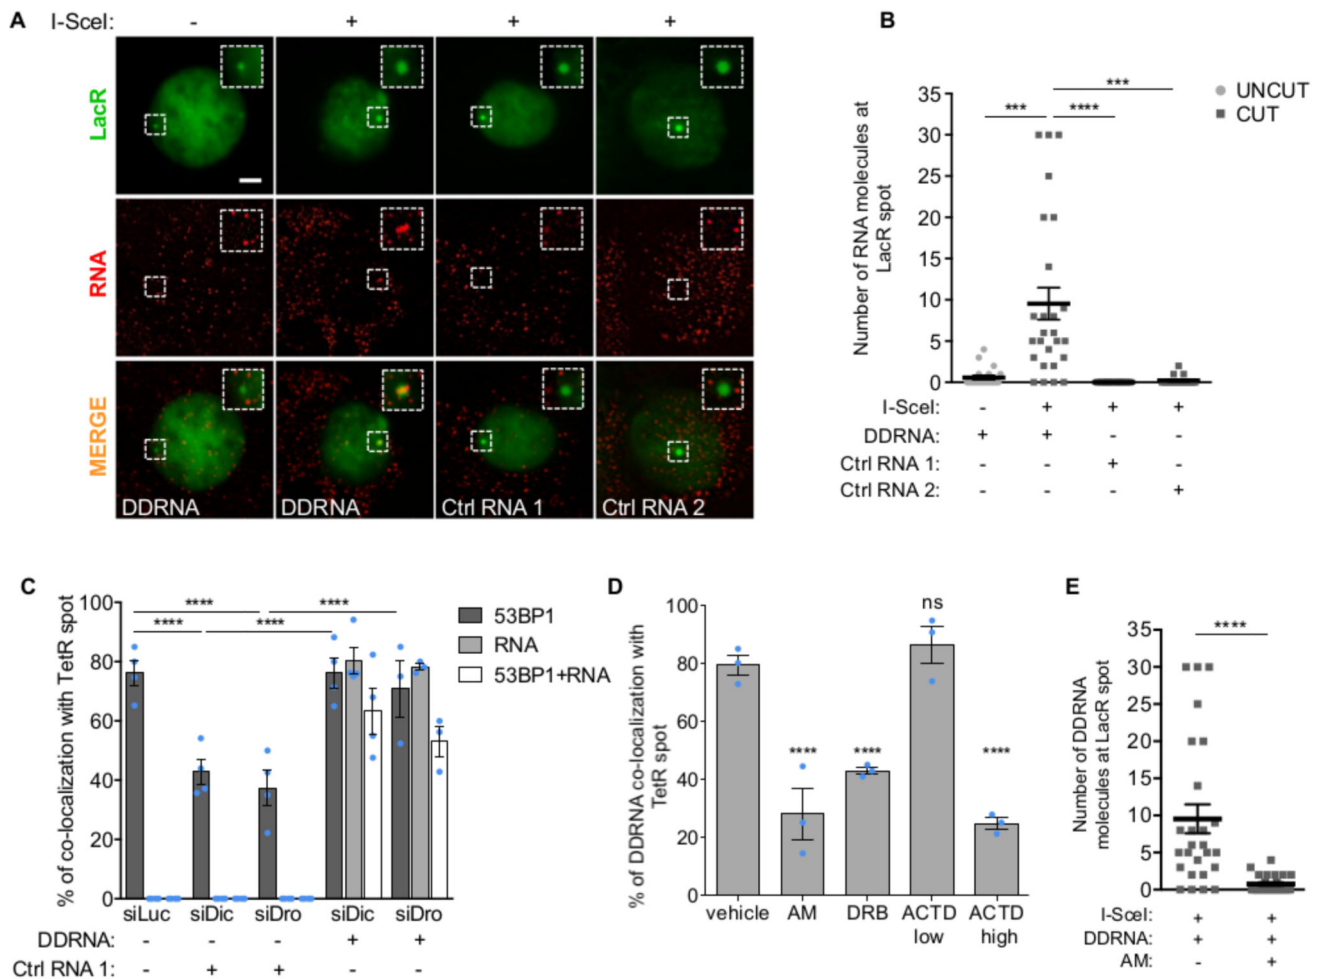 A I-SceI: - + + +
LacR
RNA
MERGE
DDRNA DDRNA Ctrl RNA 1 Ctrl RNA 2
B
UNCUT
CUT
*** **** ***
Number of RNA molecules at
LacR spot
35
30
25
20
15
10
5
0
I-SceI: - + + +
DDRNA: + + - -
Ctrl RNA 1: - - + -
Ctrl RNA 2: - - - +
C
53BP1
RNA
53BP1+RNA
**** ****
**** ****
% of co-localization with TetR spot
100
80
60
40
20
0
siLuc siDic siDro siDic siDro
DDRNA: - - - + +
Ctrl RNA 1: - + + - -
D
% of DDRNA co-localization with
TetR spot
100
80
60
40
20
0
**** **** ns ****
vehicle AM DRB ACTD ACTD
low high
E
****
Number of DDRNA
molecules at LacR spot
35
30
25
20
15
10
5
0
I-SceI: + +
DDRNA: + +
AM: - +